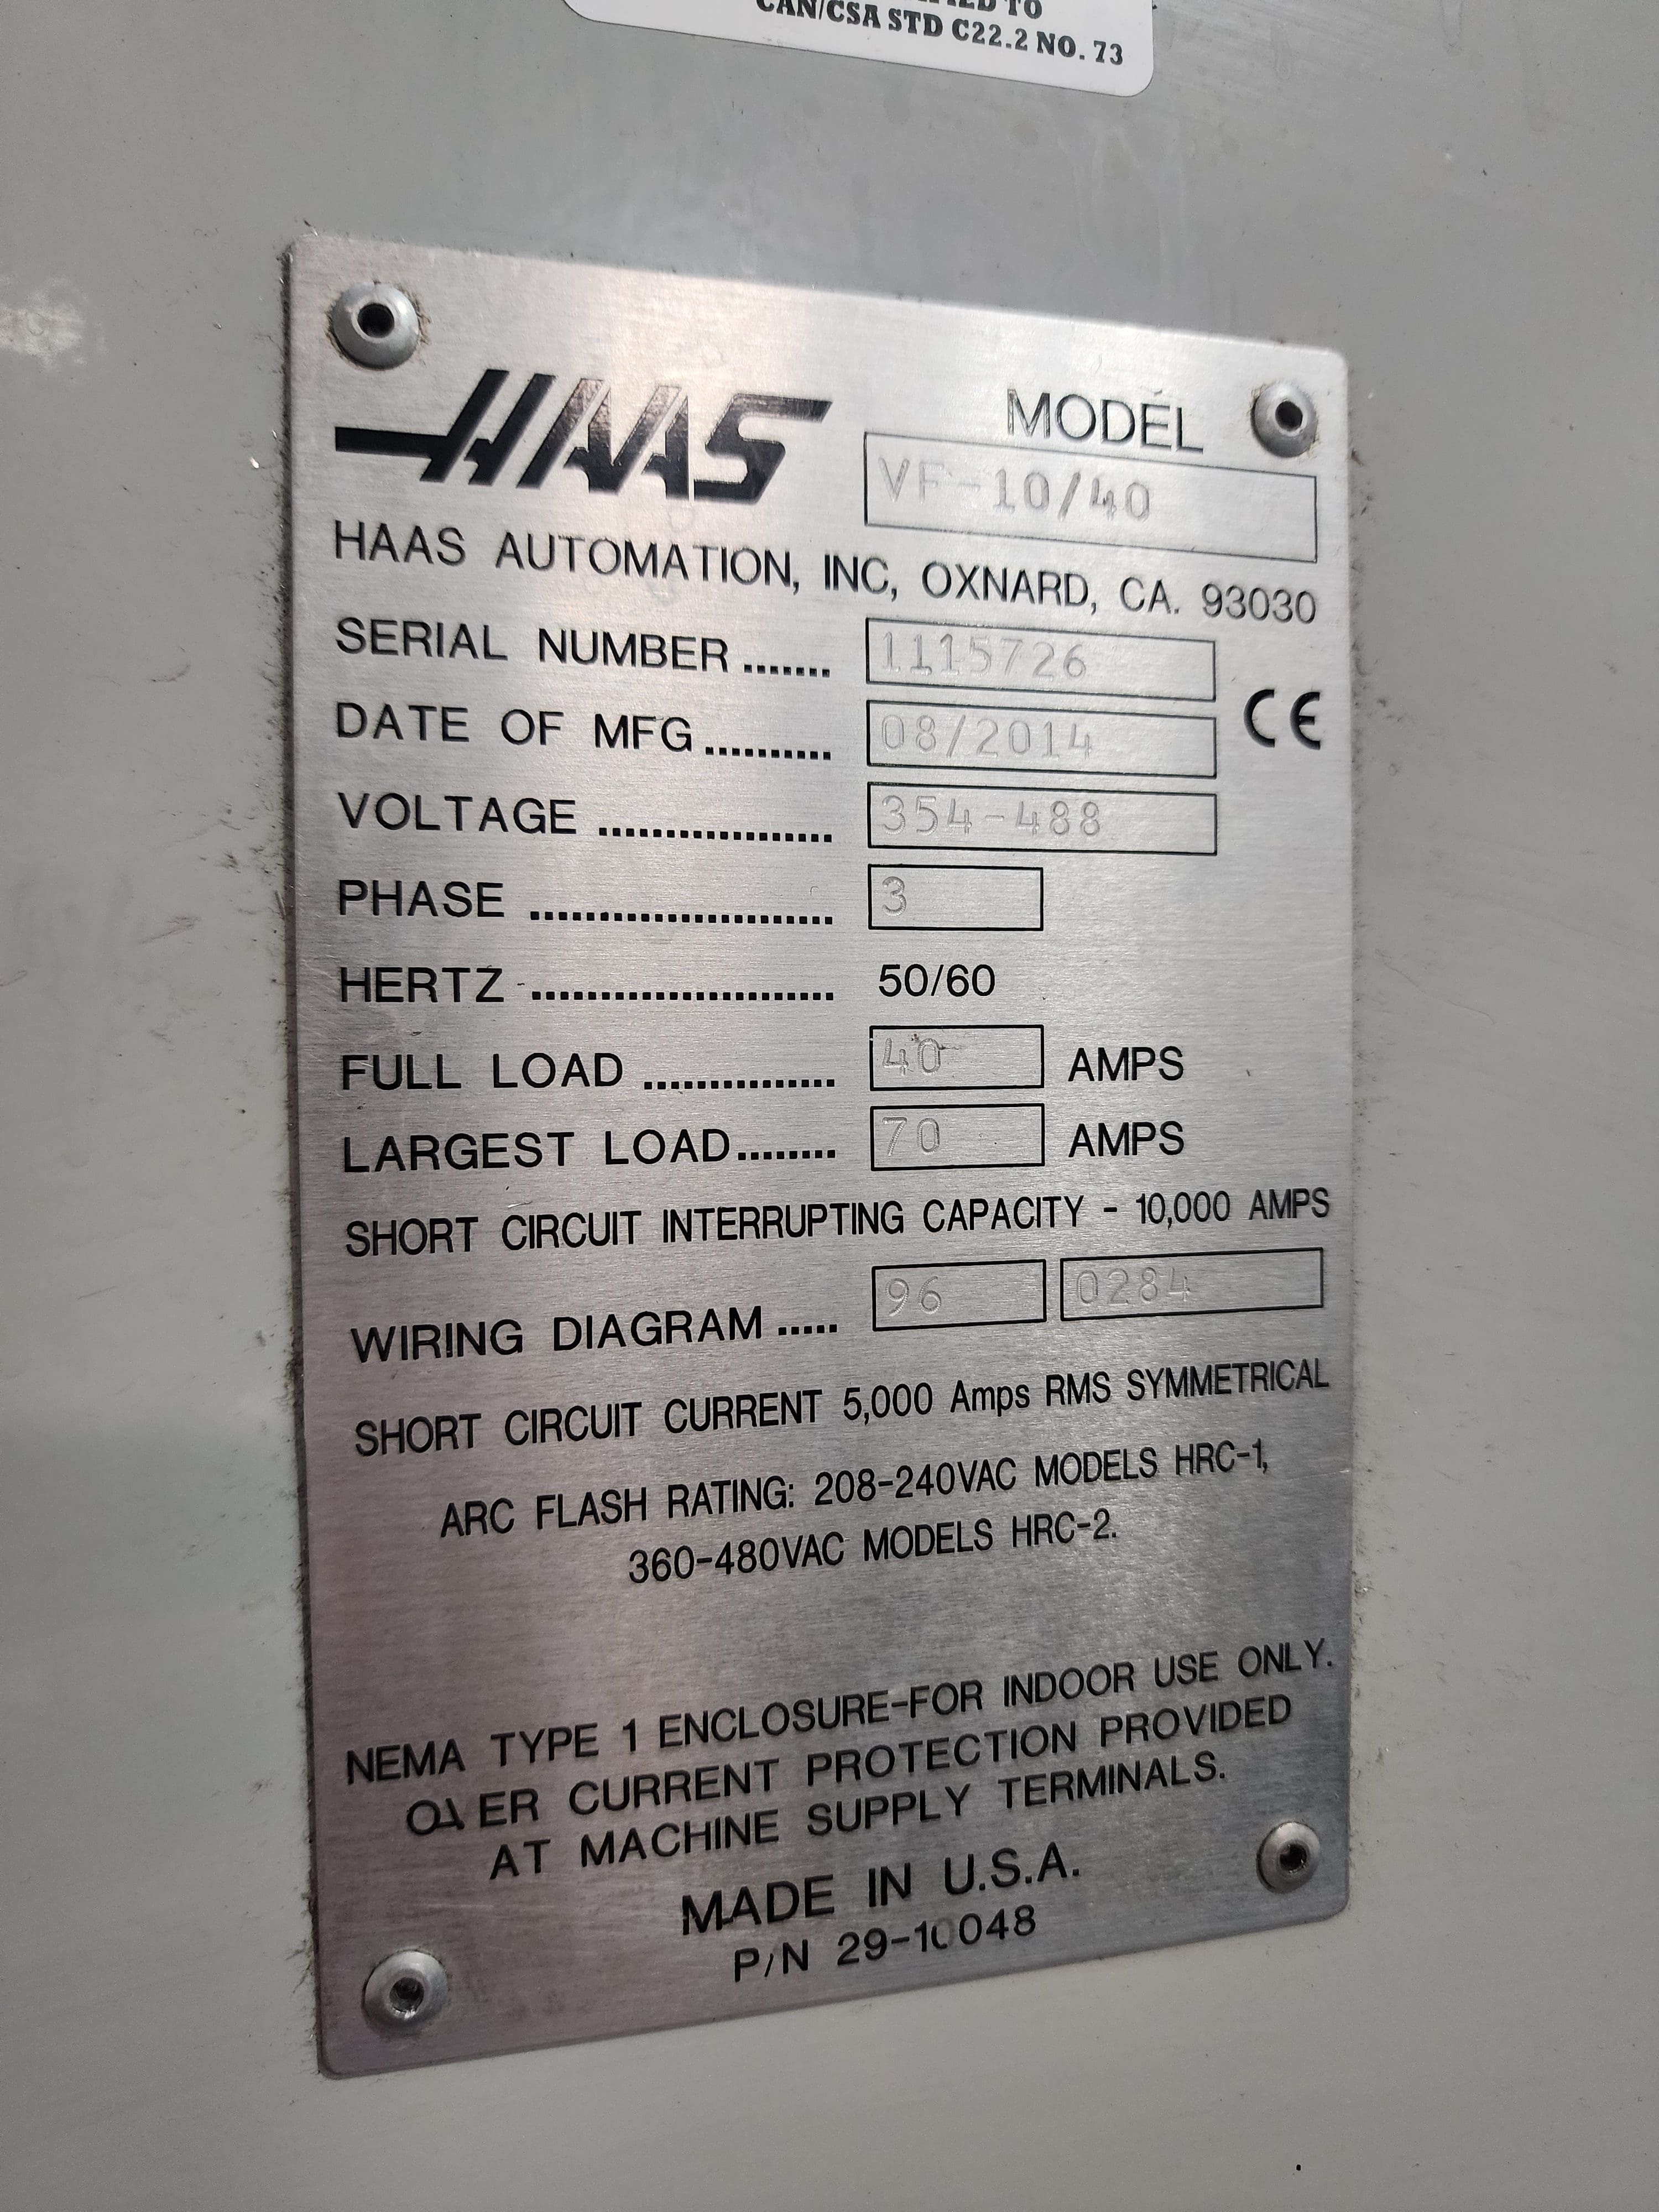 TO
CAN/CSA STD C22.2 NO. 73
HAAS
MODEL
VF-10/40
HAAS AUTOMATION, INC, OXNARD, CA. 93030
SERIAL NUMBER ....... 1115726
CE
DATE OF MFG .......... 08/2014
VOLTAGE .................. 354-488
PHASE ....................... 3
HERTZ ....................... 50/60
FULL LOAD ............... 40 AMPS
LARGEST LOAD ........ 70 AMPS
SHORT CIRCUIT INTERRUPTING CAPACITY - 10,000 AMPS
WIRING DIAGRAM ..... 96 0284
SHORT CIRCUIT CURRENT 5,000 Amps RMS SYMMETRICAL
ARC FLASH RATING: 208-240VAC MODELS HRC-1,
360-480VAC MODELS HRC-2.
NEMA TYPE 1 ENCLOSURE-FOR INDOOR USE ONLY.
OVER CURRENT PROTECTION PROVIDED
AT MACHINE SUPPLY TERMINALS.
MADE IN U.S.A.
P/N 29-10048